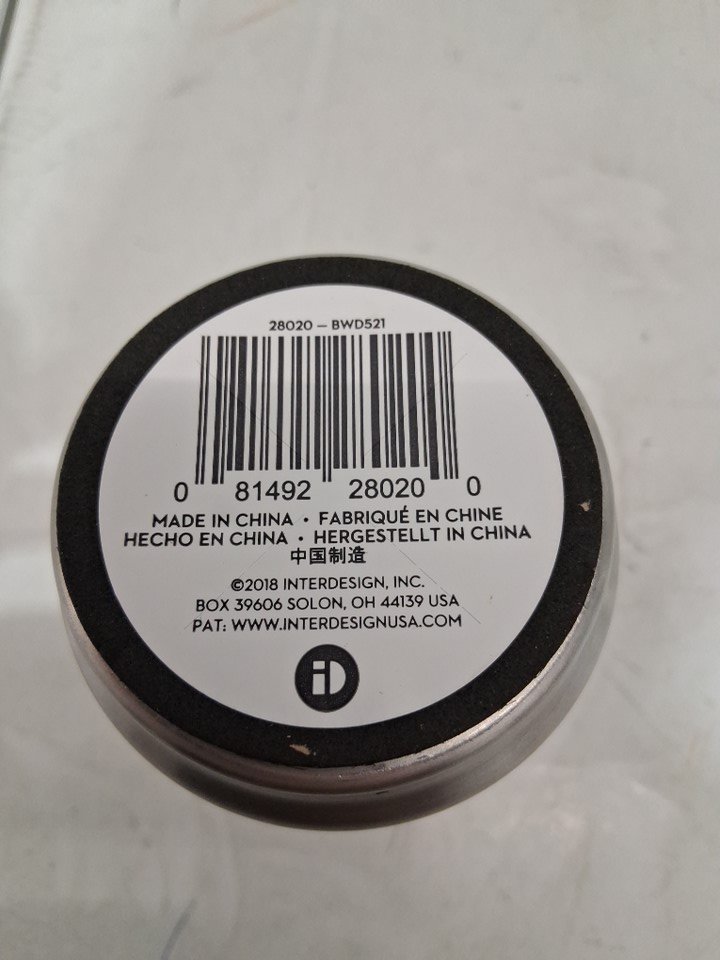 28020 – BWD521
0 81492 28020 0
MADE IN CHINA • FABRIQUÉ EN CHINE
HECHO EN CHINA • HERGESTELLT IN CHINA
中国制造
©2018 INTERDESIGN, INC.
BOX 39606 SOLON, OH 44139 USA
PAT: WWW.INTERDESIGNUSA.COM
iD